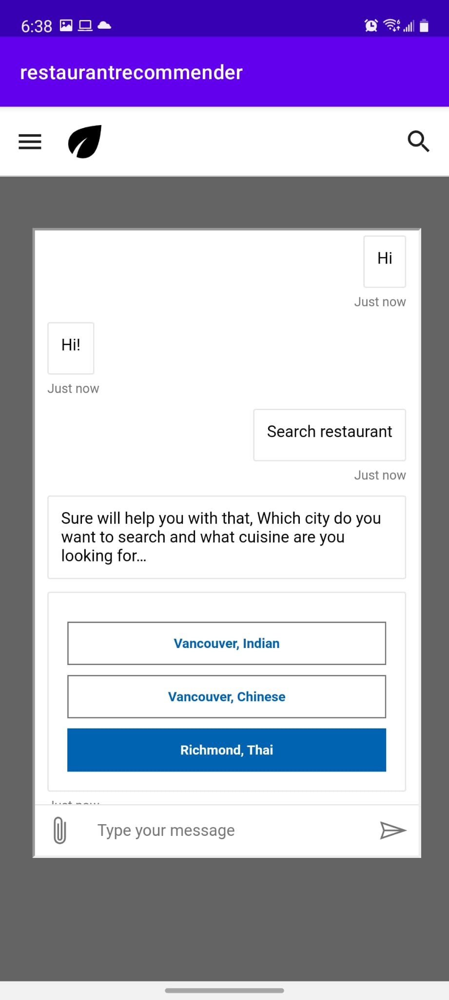 6:38
restaurantrecommender
Hi
Just now
Hi!
Just now
Search restaurant
Just now
Sure will help you with that, Which city do you
want to search and what cuisine are you
looking for...
Vancouver, Indian
Vancouver, Chinese
Richmond, Thai
Just now
Type your message